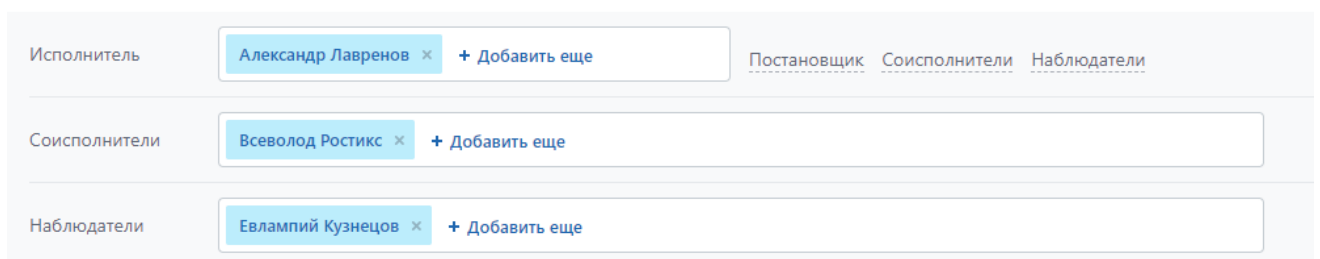 Исполнитель Александр Лавренов × + Добавить еще Постановщик Соисполнители Наблюдатели
Соисполнители Всеволод Ростикс × + Добавить еще
Наблюдатели Евлампий Кузнецов × + Добавить еще